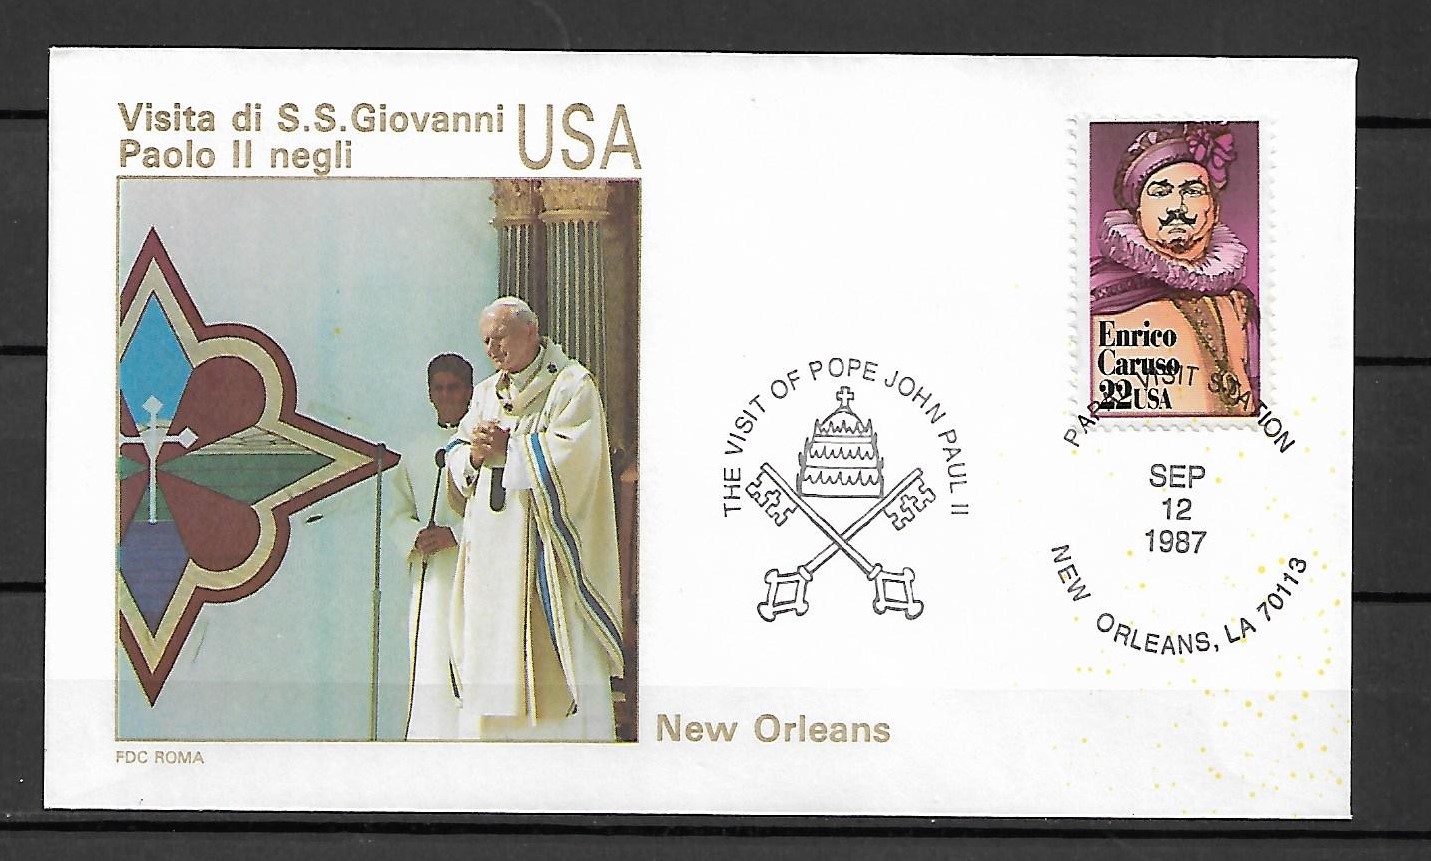 Visita di S.S.Giovanni
Paolo II negli
USA
FDC ROMA
New Orleans
THE VISIT OF POPE JOHN PAUL II
Enrico
Caruso
22 USA
PAPAL VISIT STATION
SEP
12
1987
NEW ORLEANS, LA 70113